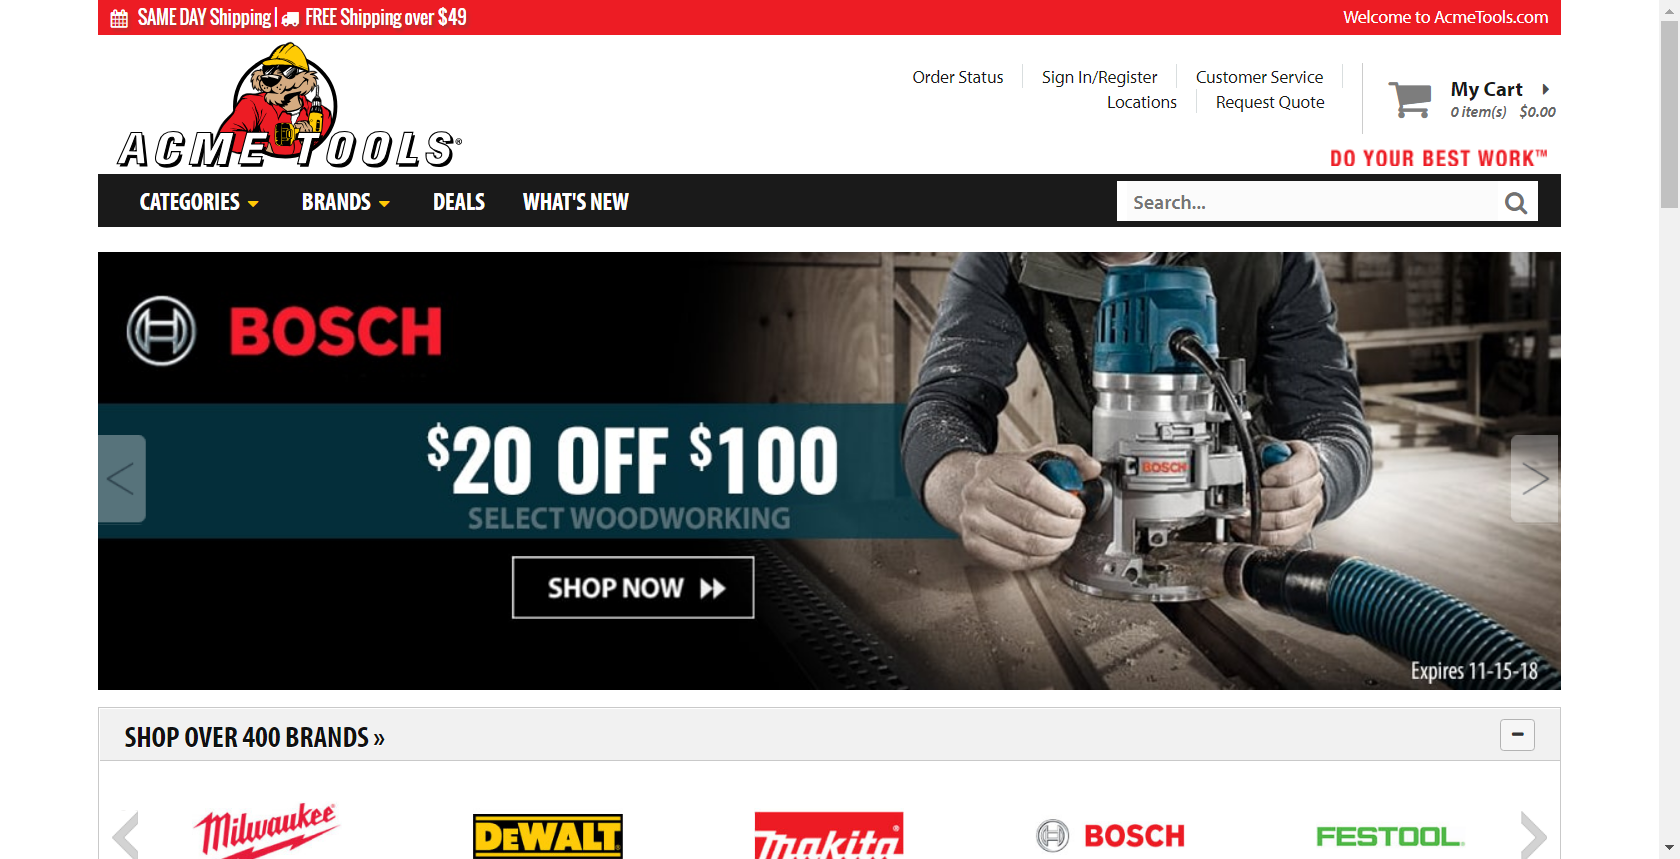 SAME DAY Shipping | FREE Shipping over $49
Welcome to AcmeTools.com
ACME TOOLS®
Order Status
Sign In/Register
Customer Service
Locations
Request Quote
My Cart
0 item(s) $0.00
DO YOUR BEST WORK™
CATEGORIES
BRANDS
DEALS
WHAT'S NEW
Search...
BOSCH
$20 OFF $100
SELECT WOODWORKING
SHOP NOW
BOSCH
Expires 11-15-18
SHOP OVER 400 BRANDS »
Milwaukee®
DEWALT®
makita®
BOSCH
FESTOOL®